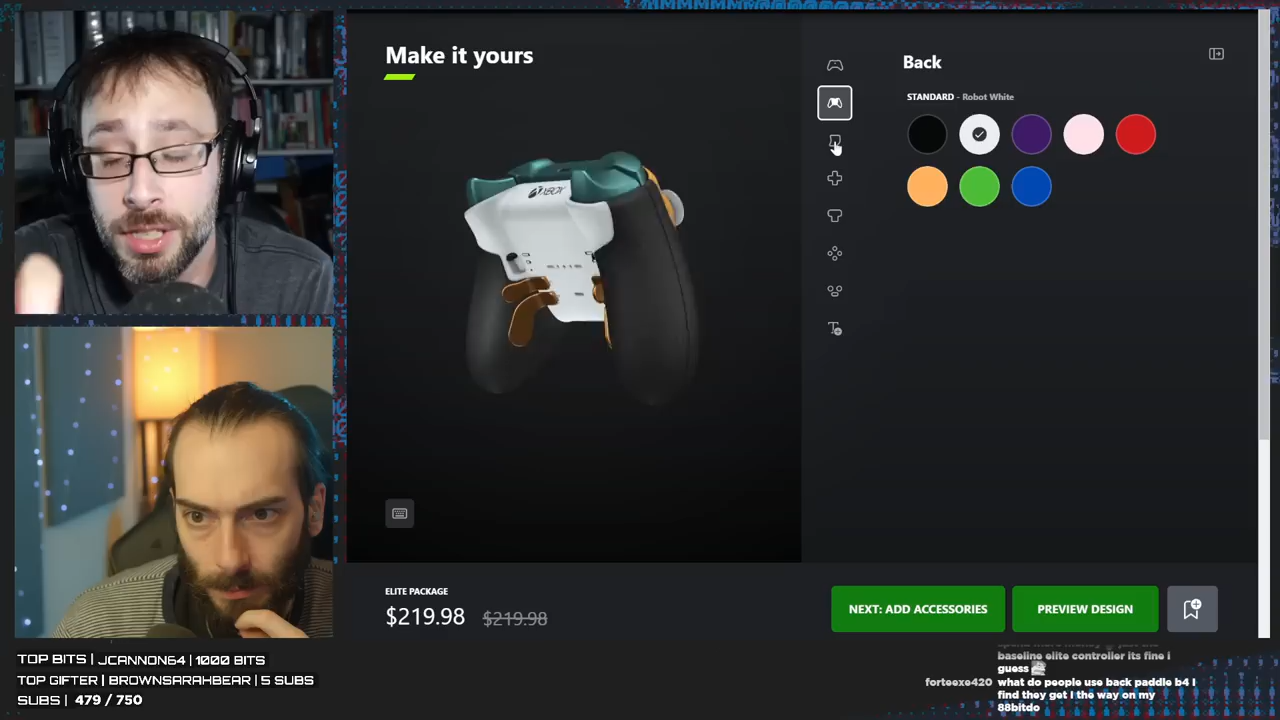 Make it yours
Back
STANDARD - Robot White
XBOX
ELITE PACKAGE
$219.98 $219.98
NEXT: ADD ACCESSORIES
PREVIEW DESIGN
TOP BITS | JCANNON64 | 1000 BITS
TOP GIFTER | BROWNSARAHBEAR | 5 SUBS
SUBS | 479 / 750
baseline elite controller its fine i
guess
forteexe420 what do people use back paddle b4 I
find they get I the way on my
88bitdo